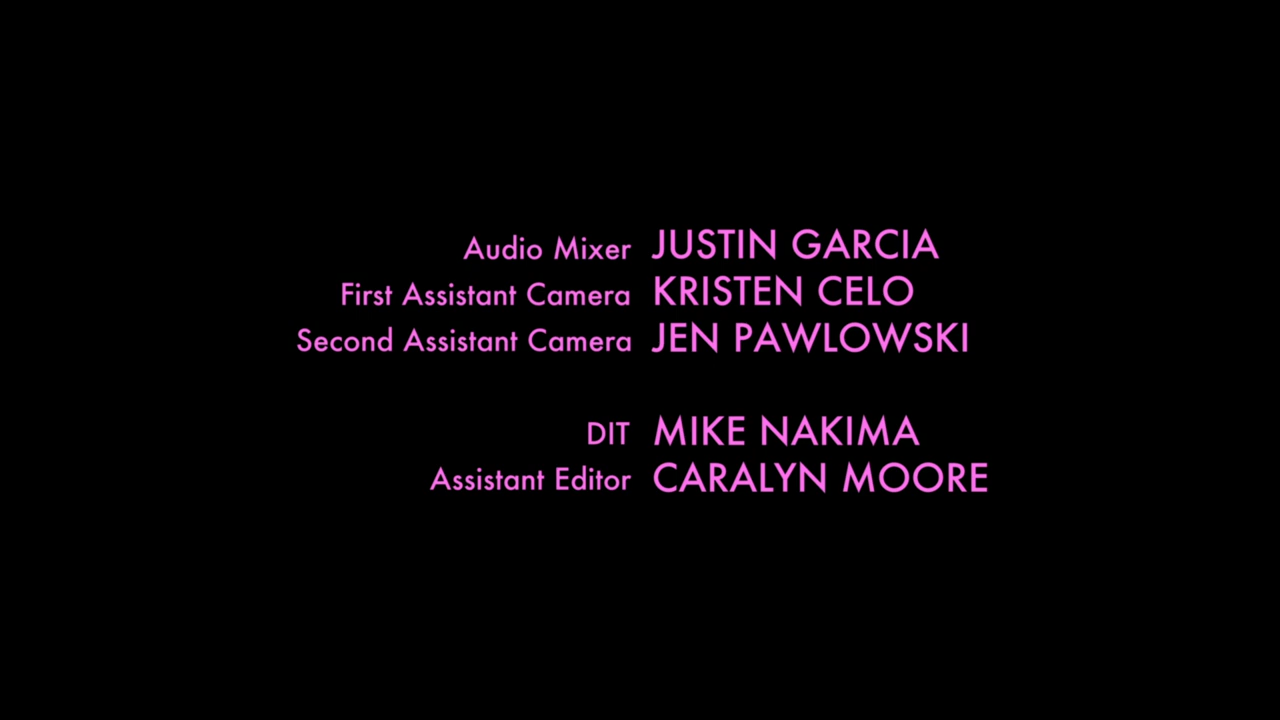 Audio Mixer JUSTIN GARCIA
First Assistant Camera KRISTEN CELO
Second Assistant Camera JEN PAWLOWSKI
DIT MIKE NAKIMA
Assistant Editor CARALYN MOORE